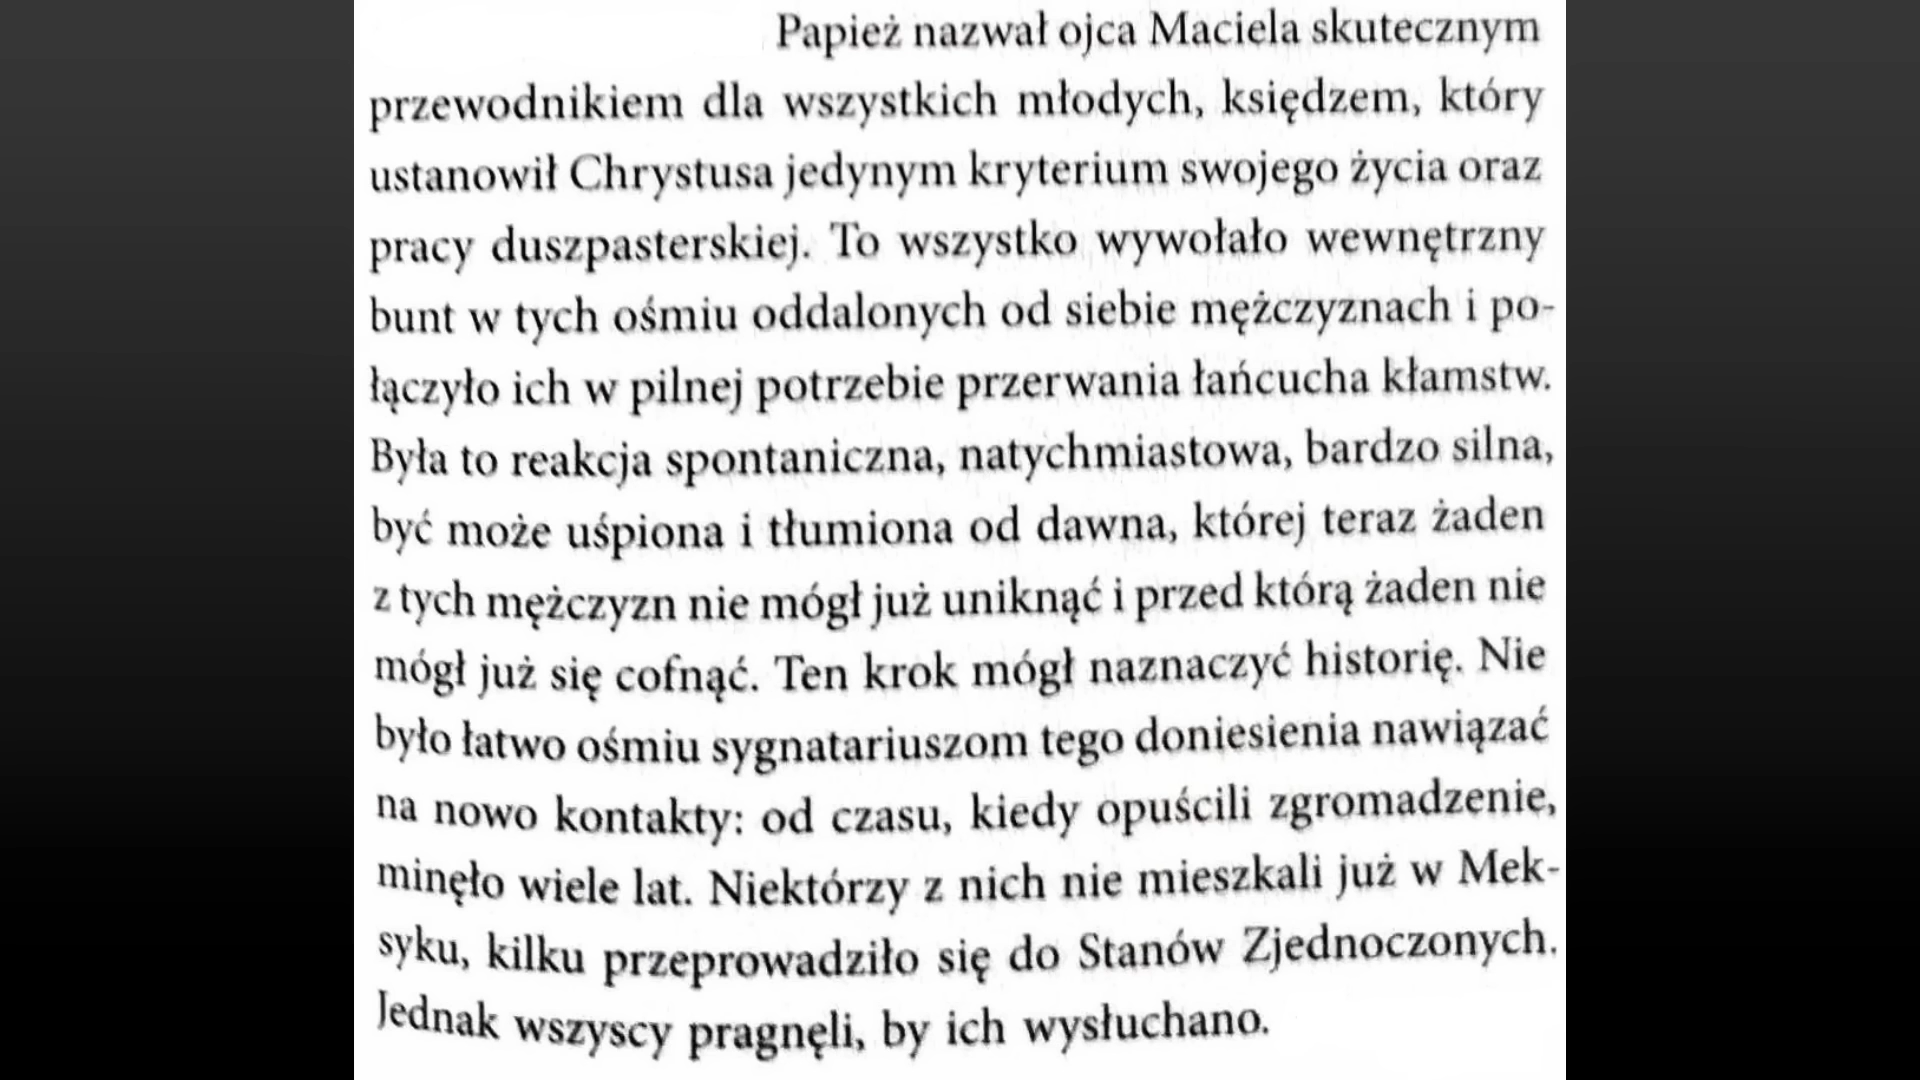 Papież nazwał ojca Maciela skutecznym
przewodnikiem dla wszystkich młodych, księdzem, który
ustanowił Chrystusa jedynym kryterium swojego życia oraz
pracy duszpasterskiej. To wszystko wywołało wewnętrzny
bunt w tych ośmiu oddalonych od siebie mężczyznach i po-
łączyło ich w pilnej potrzebie przerwania łańcucha kłamstw.
Była to reakcja spontaniczna, natychmiastowa, bardzo silna,
być może uśpiona i tłumiona od dawna, której teraz żaden
z tych mężczyzn nie mógł już uniknąć i przed którą żaden nie
mógł już się cofnąć. Ten krok mógł naznaczyć historię. Nie
było łatwo ośmiu sygnatariuszom tego doniesienia nawiązać
na nowo kontakty: od czasu, kiedy opuścili zgromadzenie,
minęło wiele lat. Niektórzy z nich nie mieszkali już w Mek-
syku, kilku przeprowadziło się do Stanów Zjednoczonych.
Jednak wszyscy pragnęli, by ich wysłuchano.